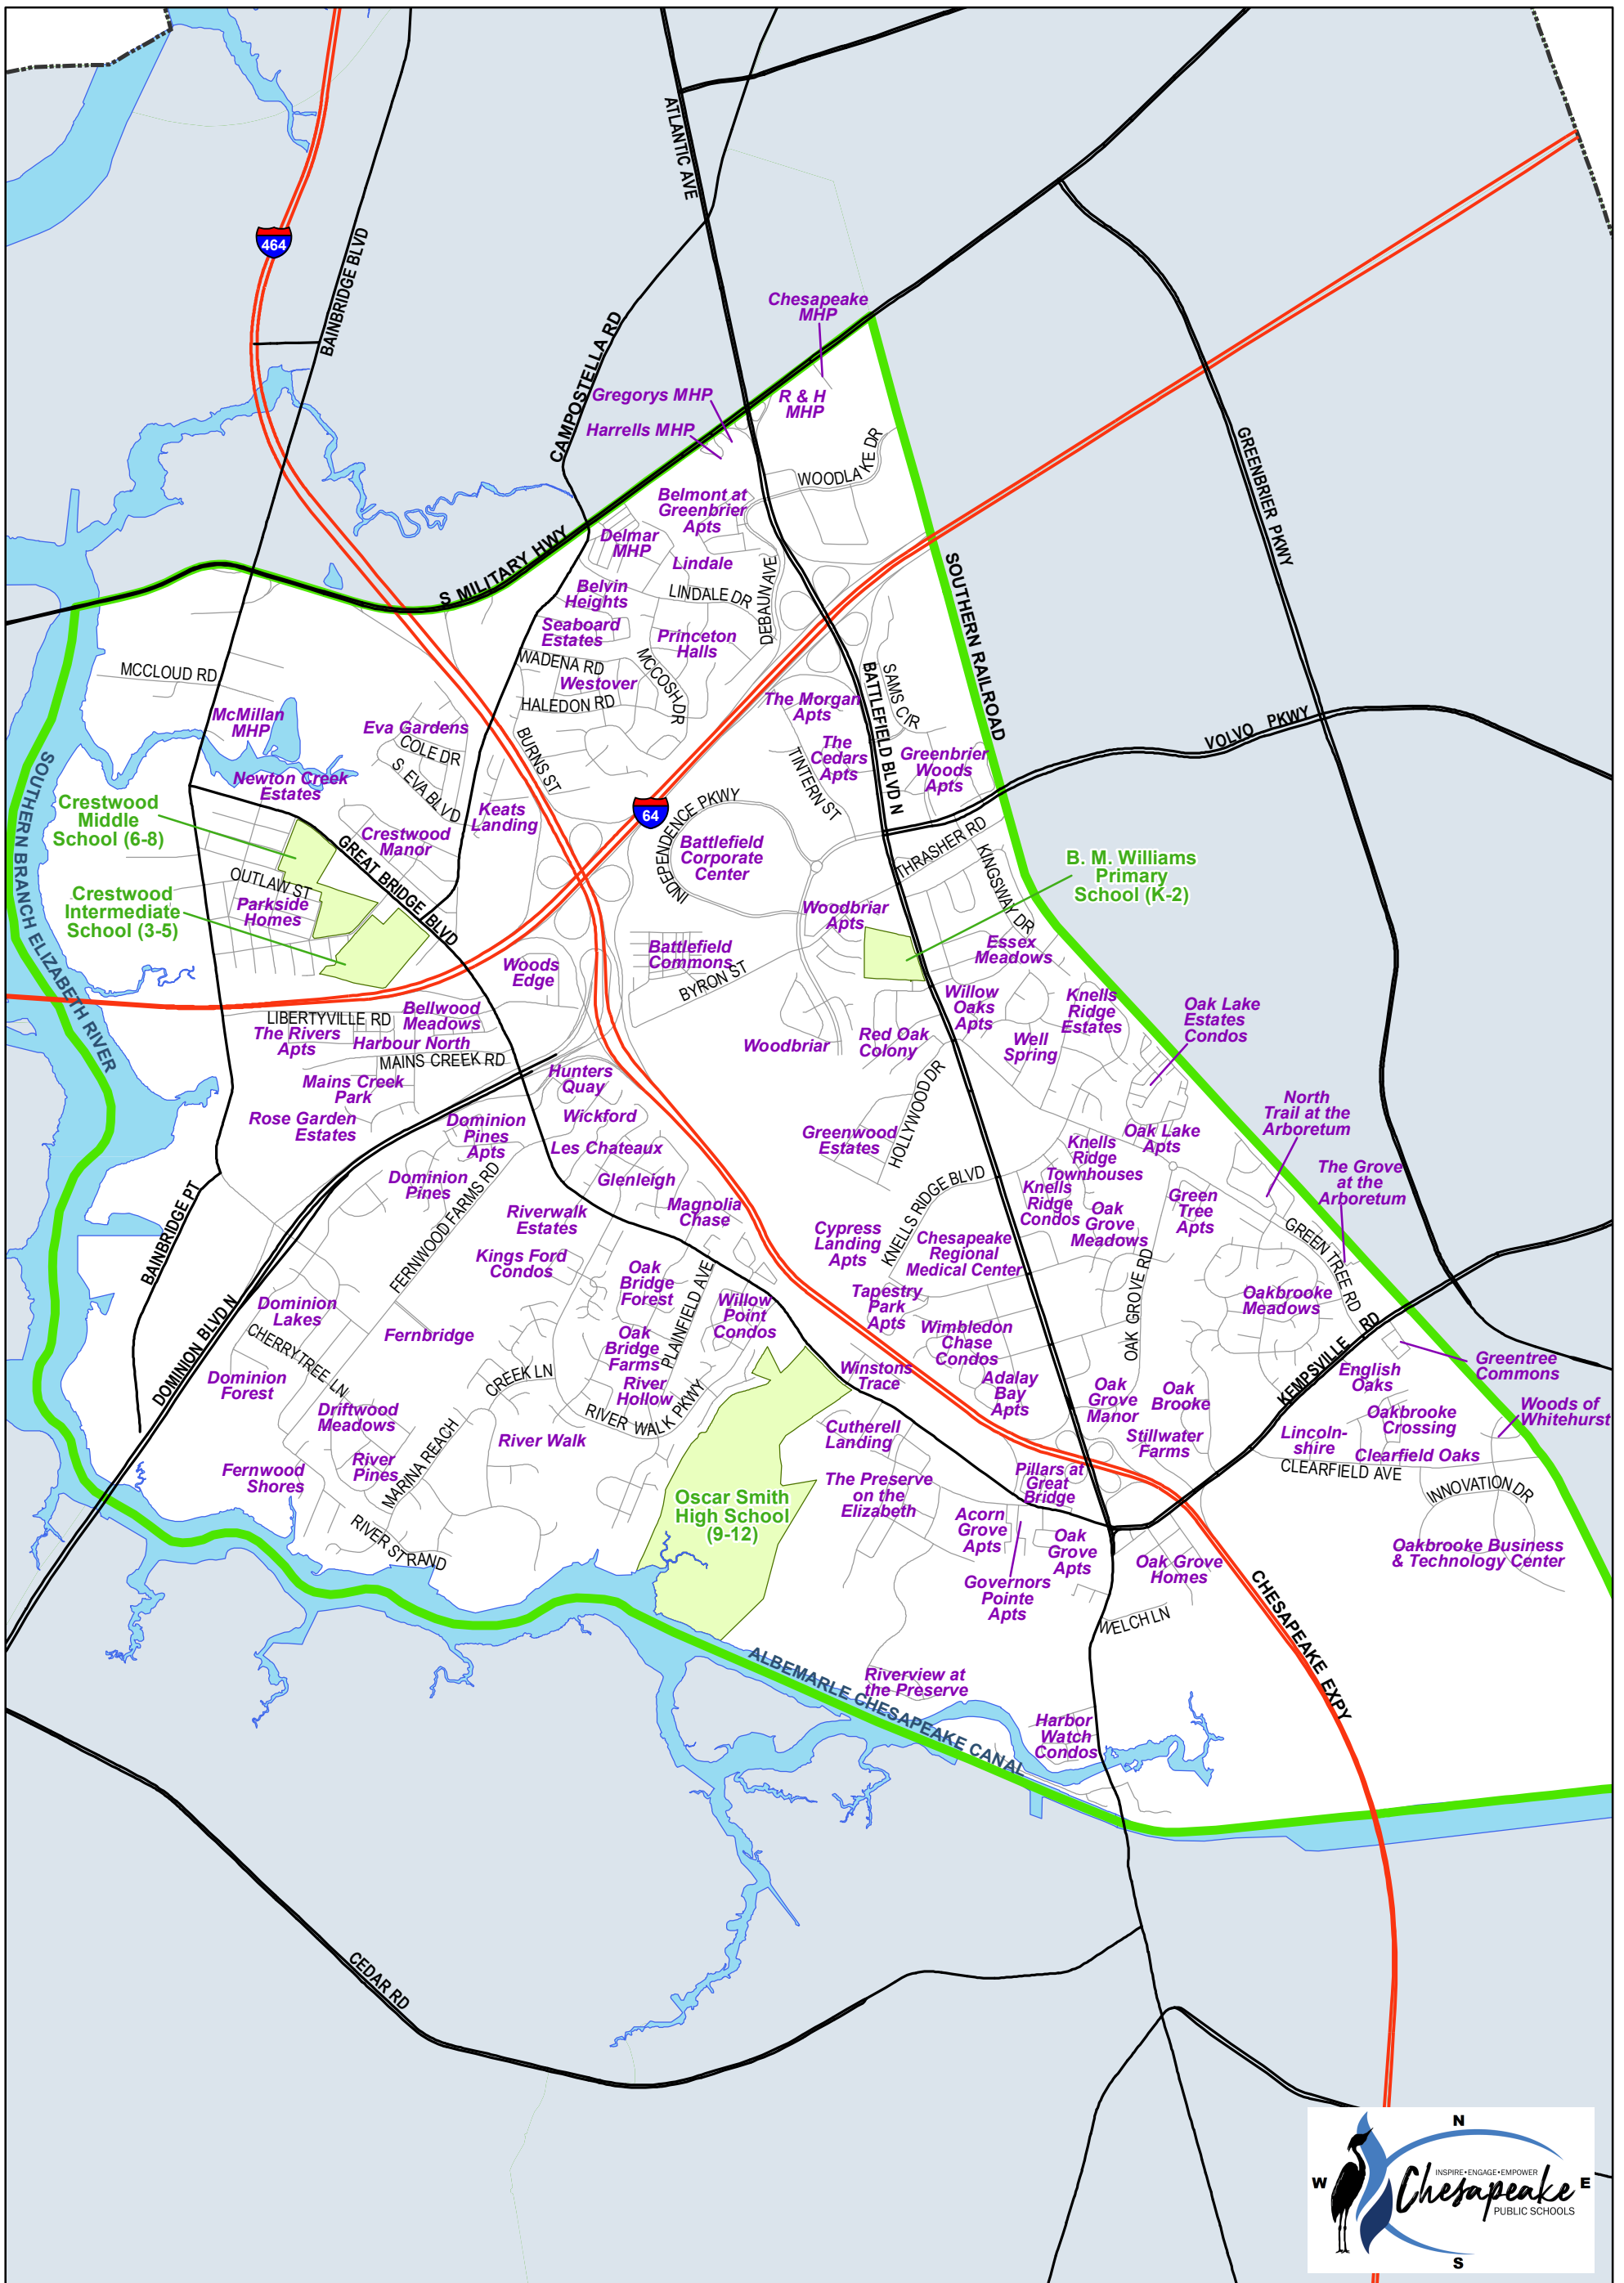 464
BAINBRIDGE BLVD
ATLANTIC AVE
CAMPOSTELLA RD
Chesapeake
MHP
R & H
MHP
Gregorys MHP
Harrells MHP
WOODLAKE DR
GREENBRIER PKWY
Belmont at
Greenbrier
Apts
Delmar
MHP
Lindale
S MILITARY HWY
Belvin
Heights
LINDALE DR
DEBAUN AVE
SOUTHERN RAILROAD
Seaboard
Estates
Princeton
Halls
WADENA RD
Westover
HALEDON RD
MCCOSH DR
MCCLOUD RD
McMillan
MHP
Eva Gardens
COLE DR
S EVA BLVD
BURNS ST
The Morgan
Apts
BATTLEFIELD BLVD N
SAMS CIR
The
Cedars
Apts
TINTERN ST
Greenbrier
Woods
Apts
VOLVO PKWY
Newton Creek
Estates
Keats
Landing
64
INDEPENDENCE PKWY
Battlefield
Corporate
Center
THRASHER RD
KINGSWAY DR
Crestwood
Middle
School (6-8)
Crestwood
Manor
GREAT BRIDGE BLVD
B. M. Williams
Primary
School (K-2)
SOUTHERN BRANCH ELIZABETH RIVER
OUTLAW ST
Parkside
Homes
Crestwood
Intermediate
School (3-5)
Woodbriar
Apts
Essex
Meadows
Woods
Edge
Battlefield
Commons
BYRON ST
Willow
Oaks
Apts
Knells
Ridge
Estates
Oak Lake
Estates
Condos
LIBERTYVILLE RD
Bellwood
Meadows
The Rivers
Apts
Harbour North
MAINS CREEK RD
Woodbriar
Red Oak
Colony
Well
Spring
Mains Creek
Park
Hunters
Quay
Rose Garden
Estates
Dominion
Pines
Apts
Wickford
Les Chateaux
HOLLYWOOD DR
Greenwood
Estates
Oak Lake
Apts
North
Trail at the
Arboretum
Knells
Ridge
Townhouses
The Grove
at the
Arboretum
Dominion
Pines
Glenleigh
Magnolia
Chase
FERNWOOD FARMS RD
KNELLS RIDGE BLVD
Knells
Ridge
Condos
Oak
Grove
Meadows
Green
Tree
Apts
BAINBRIDGE PT
Riverwalk
Estates
Kings Ford
Condos
Cypress
Landing
Apts
Chesapeake
Regional
Medical Center
GREEN TREE RD
OAK GROVE RD
DOMINION BLVD N
Dominion
Lakes
CHERRYTREE LN
Fernbridge
Oak
Bridge
Forest
PLAINFIELD AVE
Willow
Point
Condos
Tapestry
Park
Apts
Oakbrooke
Meadows
Oak
Bridge
Farms
Wimbledon
Chase
Condos
KEMPSVILLE RD
Greentree
Commons
Dominion
Forest
CREEK LN
River
Hollow
Winstons
Trace
Adalay
Bay
Apts
Oak
Grove
Manor
Oak
Brooke
English
Oaks
Woods of
Whitehurst
Driftwood
Meadows
RIVER WALK PKWY
River Walk
Cutherell
Landing
Stillwater
Farms
Lincoln-
shire
Oakbrooke
Crossing
Clearfield Oaks
CLEARFIELD AVE
River
Pines
MARINA REACH
Fernwood
Shores
The Preserve
on the
Elizabeth
Pillars at
Great
Bridge
INNOVATION DR
Oscar Smith
High School
(9-12)
RIVER STRAND
Acorn
Grove
Apts
Oak
Grove
Apts
Oak Grove
Homes
Oakbrooke Business
& Technology Center
Governors
Pointe
Apts
WELCH LN
CHESAPEAKE EXPY
ALBEMARLE CHESAPEAKE CANAL
Riverview at
the Preserve
Harbor
Watch
Condos
CEDAR RD
N
W
E
S
INSPIRE•ENGAGE•EMPOWER
Chesapeake
PUBLIC SCHOOLS